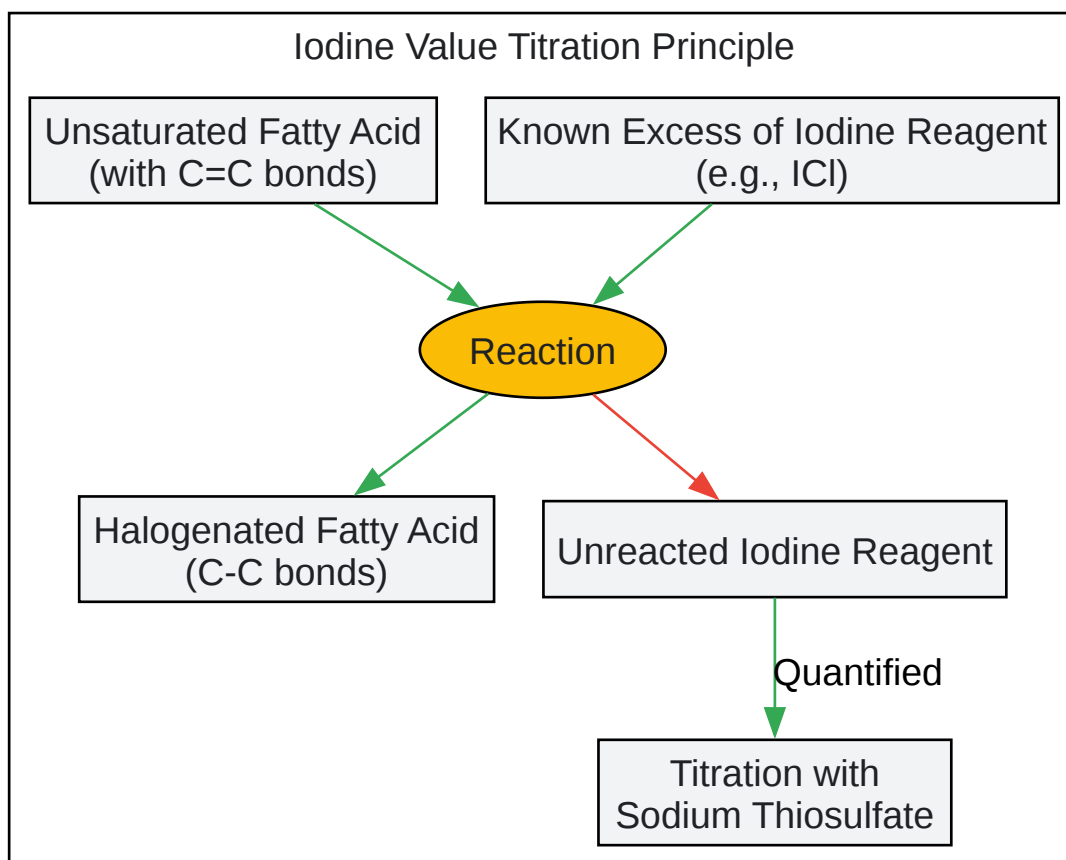 Iodine Value Titration Principle
Unsaturated Fatty Acid
(with C=C bonds)
Known Excess of Iodine Reagent
(e.g., ICl)
Reaction
Halogenated Fatty Acid
(C-C bonds)
Unreacted Iodine Reagent
Quantified
Titration with
Sodium Thiosulfate